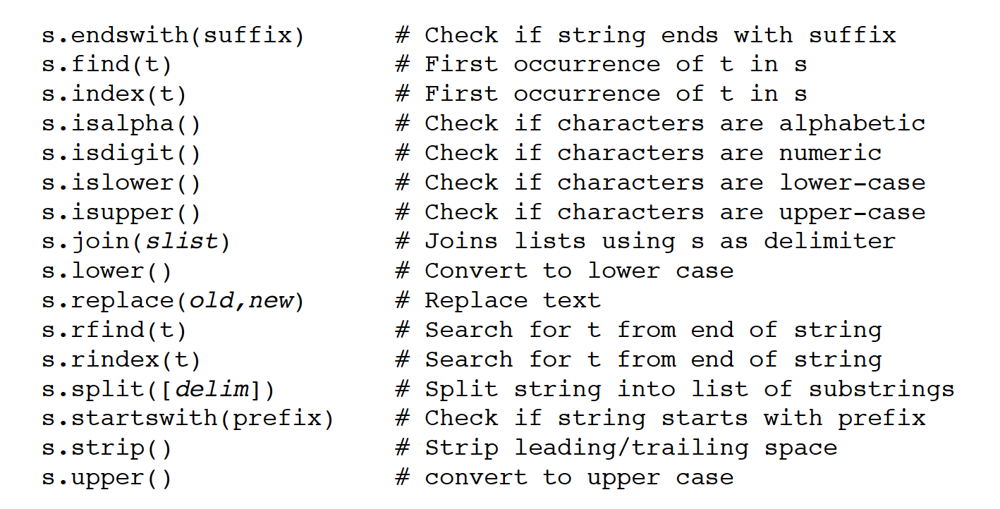 s.endswith(suffix) # Check if string ends with suffix
s.find(t) # First occurrence of t in s
s.index(t) # First occurrence of t in s
s.isalpha() # Check if characters are alphabetic
s.isdigit() # Check if characters are numeric
s.islower() # Check if characters are lower-case
s.isupper() # Check if characters are upper-case
s.join(slist) # Joins lists using s as delimiter
s.lower() # Convert to lower case
s.replace(old,new) # Replace text
s.rfind(t) # Search for t from end of string
s.rindex(t) # Search for t from end of string
s.split([delim]) # Split string into list of substrings
s.startswith(prefix) # Check if string starts with prefix
s.strip() # Strip leading/trailing space
s.upper() # convert to upper case